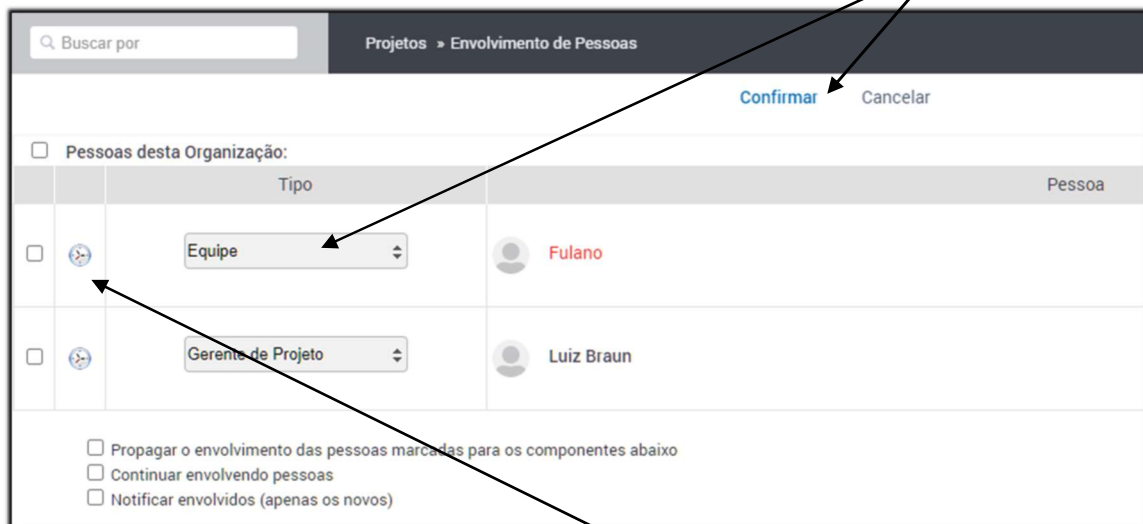 Buscar por
Projetos » Envolvimento de Pessoas
Confirmar Cancelar
Pessoas desta Organização:
Tipo Pessoa
Equipe Fulano
Gerente de Projeto Luiz Braun
Propagar o envolvimento das pessoas marcadas para os componentes abaixo
Continuar envolvendo pessoas
Notificar envolvidos (apenas os novos)